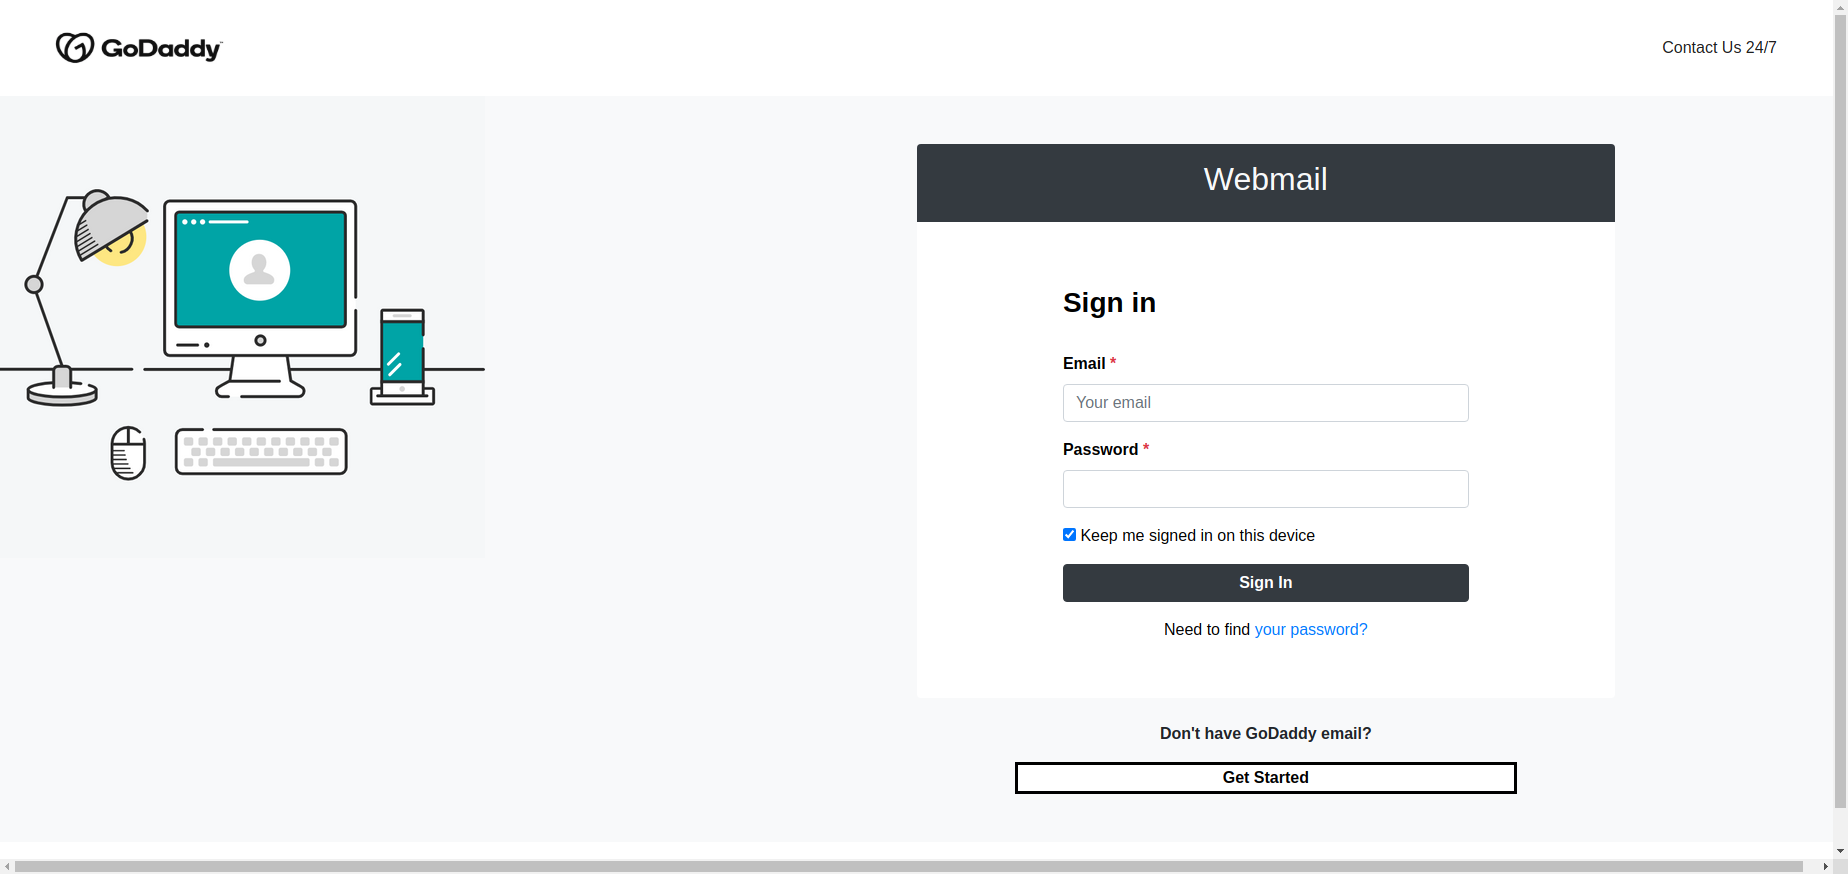 GoDaddy
Contact Us 24/7
Webmail
Sign in
Email *
Your email
Password *
Keep me signed in on this device
Sign In
Need to find your password?
Don't have GoDaddy email?
Get Started